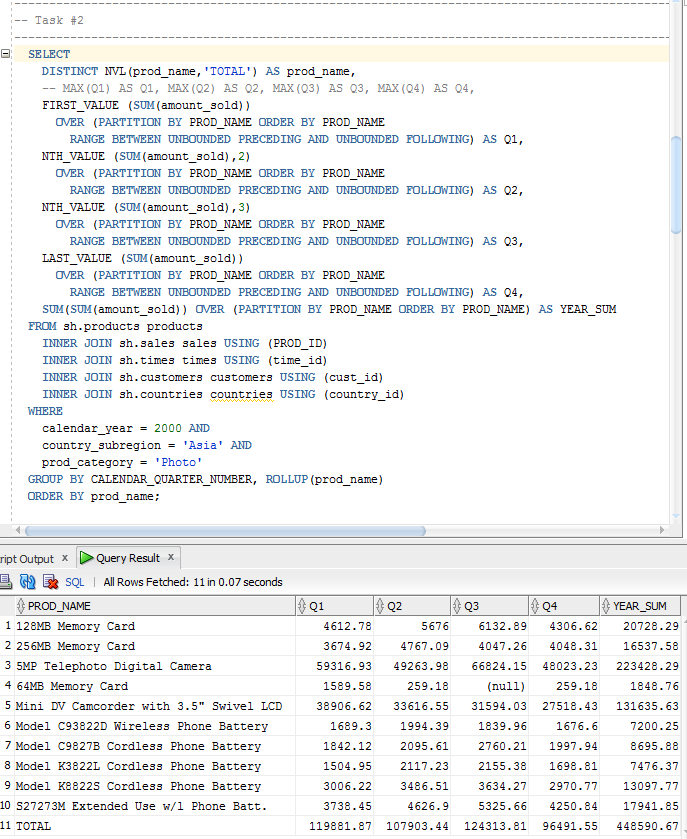 -- Task #2
SELECT
DISTINCT NVL(prod_name,'TOTAL') AS prod_name,
-- MAX(Q1) AS Q1, MAX(Q2) AS Q2, MAX(Q3) AS Q3, MAX(Q4) AS Q4,
FIRST_VALUE (SUM(amount_sold))
OVER (PARTITION BY PROD_NAME ORDER BY PROD_NAME
RANGE BETWEEN UNBOUNDED PRECEDING AND UNBOUNDED FOLLOWING) AS Q1,
NTH_VALUE (SUM(amount_sold),2)
OVER (PARTITION BY PROD_NAME ORDER BY PROD_NAME
RANGE BETWEEN UNBOUNDED PRECEDING AND UNBOUNDED FOLLOWING) AS Q2,
NTH_VALUE (SUM(amount_sold),3)
OVER (PARTITION BY PROD_NAME ORDER BY PROD_NAME
RANGE BETWEEN UNBOUNDED PRECEDING AND UNBOUNDED FOLLOWING) AS Q3,
LAST_VALUE (SUM(amount_sold))
OVER (PARTITION BY PROD_NAME ORDER BY PROD_NAME
RANGE BETWEEN UNBOUNDED PRECEDING AND UNBOUNDED FOLLOWING) AS Q4,
SUM(SUM(amount_sold)) OVER (PARTITION BY PROD_NAME ORDER BY PROD_NAME) AS YEAR_SUM
FROM sh.products products
INNER JOIN sh.sales sales USING (PROD_ID)
INNER JOIN sh.times times USING (time_id)
INNER JOIN sh.customers customers USING (cust_id)
INNER JOIN sh.countries countries USING (country_id)
WHERE
calendar_year = 2000 AND
country_subregion = 'Asia' AND
prod_category = 'Photo'
GROUP BY CALENDAR_QUARTER_NUMBER, ROLLUP(prod_name)
ORDER BY prod_name;
ript Output x Query Result x
SQL | All Rows Fetched: 11 in 0.07 seconds
PROD_NAME Q1 Q2 Q3 Q4 YEAR_SUM
1 128MB Memory Card 4612.78 5676 6132.89 4306.62 20728.29
2 256MB Memory Card 3674.92 4767.09 4047.26 4048.31 16537.58
3 5MP Telephoto Digital Camera 59316.93 49263.98 66824.15 48023.23 223428.29
4 64MB Memory Card 1589.58 259.18 (null) 259.18 1848.76
5 Mini DV Camcorder with 3.5" Swivel LCD 38906.62 33616.55 31594.03 27518.43 131635.63
6 Model C93822D Wireless Phone Battery 1689.3 1994.39 1839.96 1676.6 7200.25
7 Model C9827B Cordless Phone Battery 1842.12 2095.61 2760.21 1997.94 8695.88
8 Model K3822L Cordless Phone Battery 1504.95 2117.23 2155.38 1698.81 7476.37
9 Model K8822S Cordless Phone Battery 3006.22 3486.51 3634.27 2970.77 13097.77
10 S27273M Extended Use w/l Phone Batt. 3738.45 4626.9 5325.66 4250.84 17941.85
11 TOTAL 119881.87 107903.44 124313.81 96491.55 448590.67